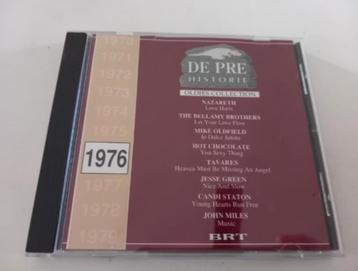 1970
1971
1972
1973
1974
1975
1976
1977
1978
1979
DE PRE
HISTORIE
OLDIES COLLECTION
NAZARETH
Love Hurts
THE BELLAMY BROTHERS
Let Your Love Flow
MIKE OLDFIELD
In Dulce Jubilo
HOT CHOCOLATE
You Sexy Thing
TAVARES
Heaven Must Be Missing An Angel
JESSE GREEN
Nice And Slow
CANDI STATON
Young Hearts Run Free
JOHN MILES
Music
BRT